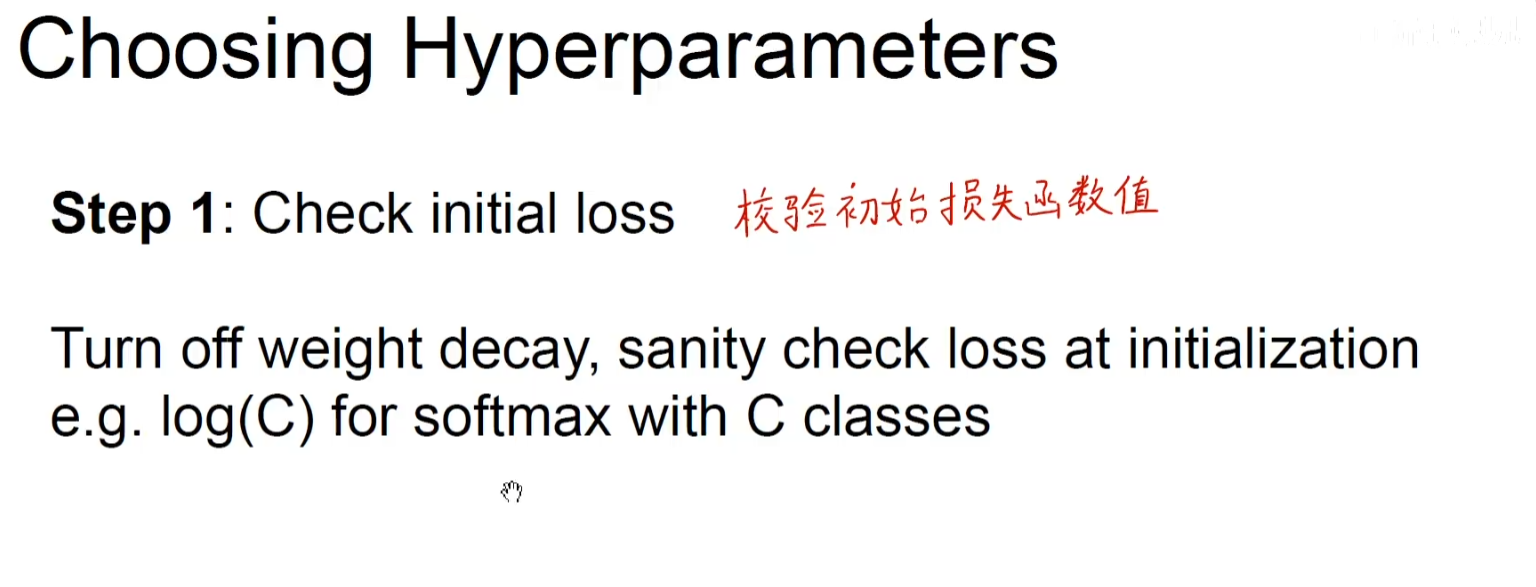 Choosing Hyperparameters
Step 1: Check initial loss 校验初始损失函数值
Turn off weight decay, sanity check loss at initialization
e.g. log(C) for softmax with C classes